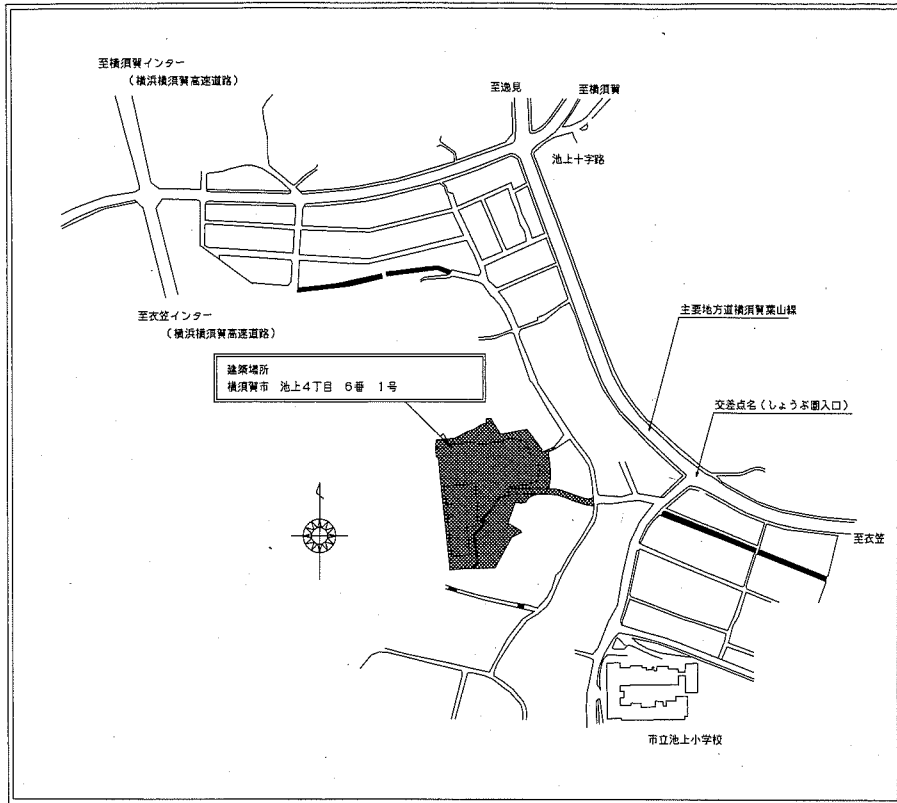 至横須賀インター
(横浜横須賀高速道路)
至逸見
至横須賀
池上十字路
至衣笠インター
(横浜横須賀高速道路)
主要地方道横須賀葉山線
建築場所
横須賀市 池上4丁目 6番 1号
交差点名(しょうぶ園入口)
至衣笠
市立池上小学校